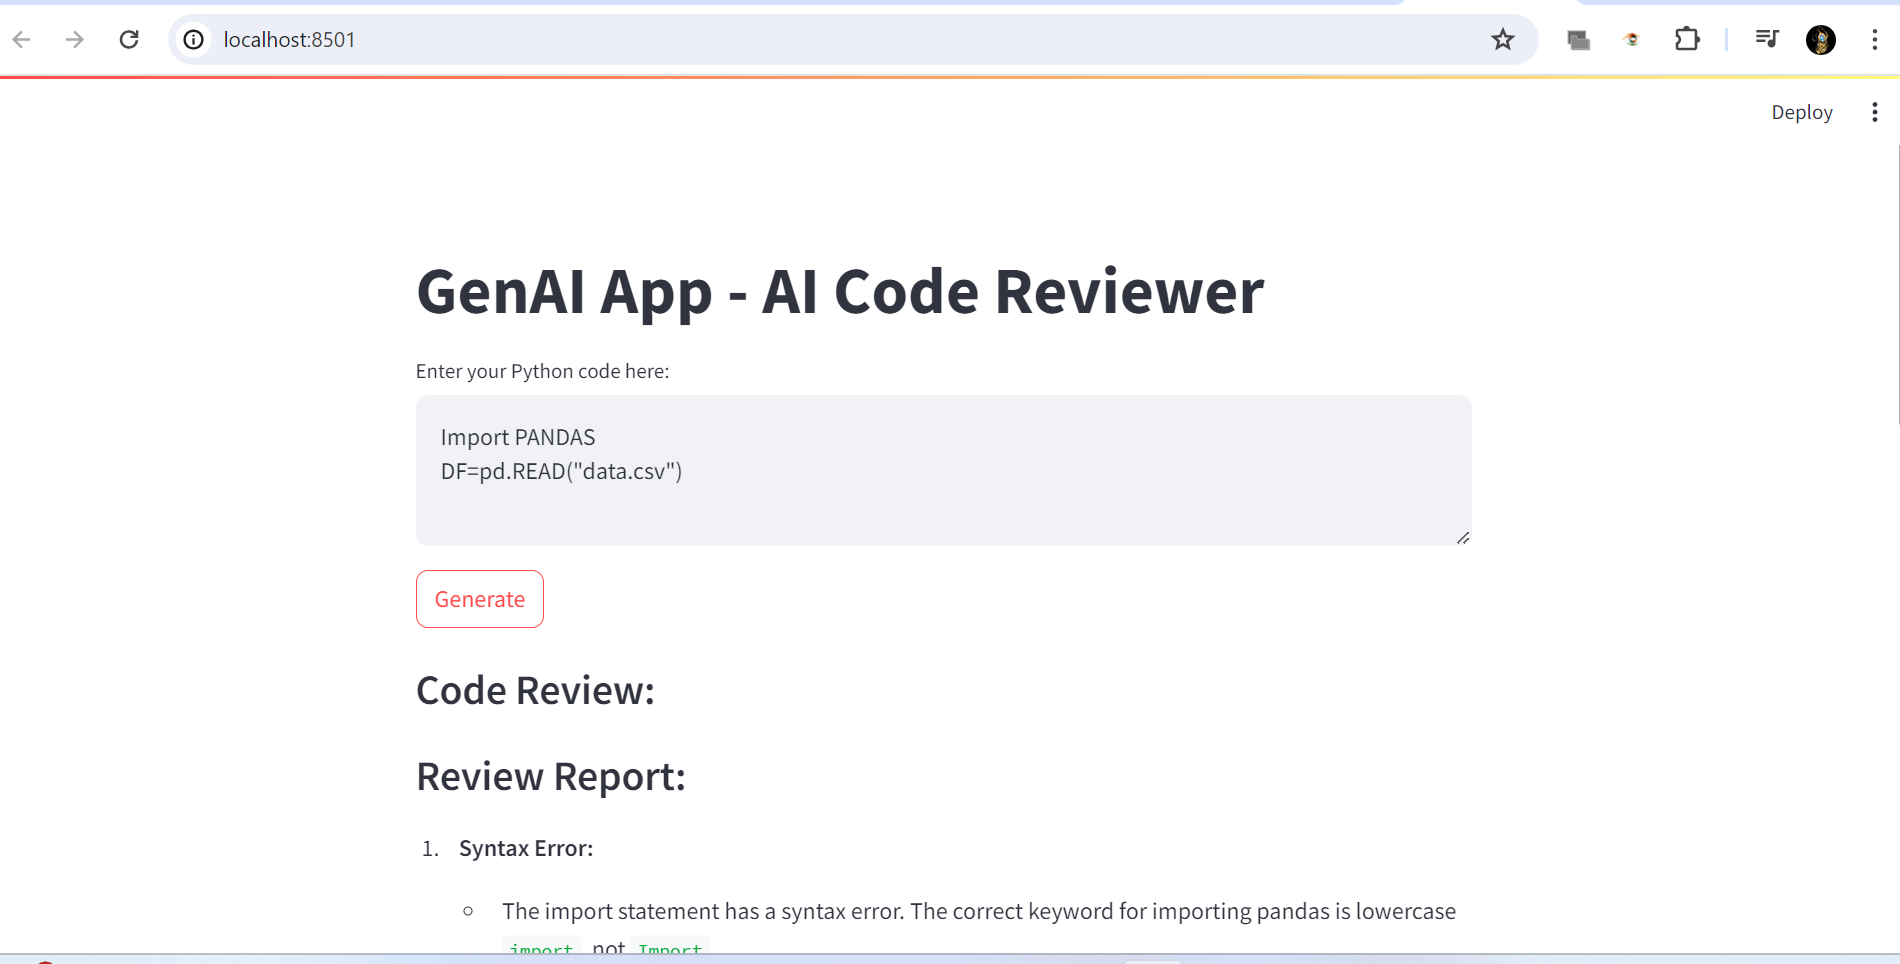 localhost:8501
Deploy
GenAI App - AI Code Reviewer
Enter your Python code here:
Import PANDAS
DF=pd.READ("data.csv")
Generate
Code Review:
Review Report:
1. Syntax Error:
The import statement has a syntax error. The correct keyword for importing pandas is lowercase
import not Import